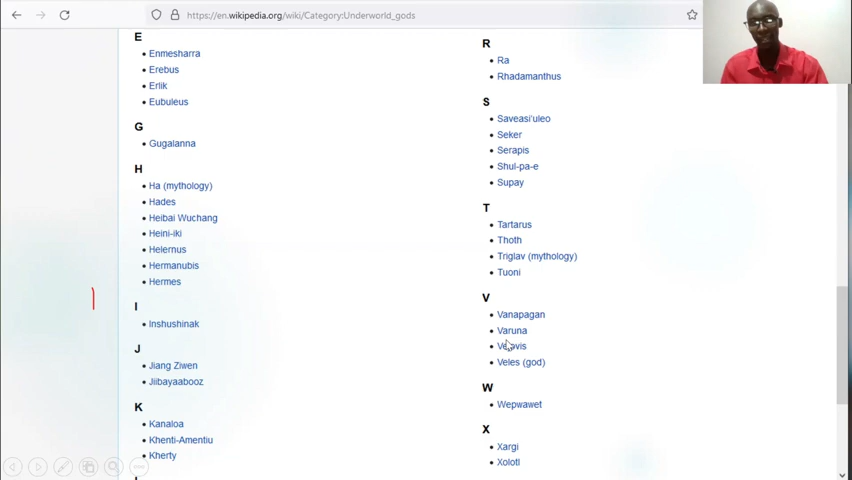 https://en.wikipedia.org/wiki/Category:Underworld_gods
E
Enmesharra
Erebus
Erlik
Eubuleus
G
Gugalanna
H
Ha (mythology)
Hades
Heibai Wuchang
Heini-iki
Helernus
Hermanubis
Hermes
I
Inshushinak
J
Jiang Ziwen
Jiibayaabooz
K
Kanaloa
Khenti-Amentiu
Kherty
R
Ra
Rhadamanthus
S
Saveasiʻuleo
Seker
Serapis
Shul-pa-e
Supay
T
Tartarus
Thoth
Triglav (mythology)
Tuoni
V
Vanapagan
Varuna
Veles (god)
W
Wepwawet
X
Xargi
Xolotl